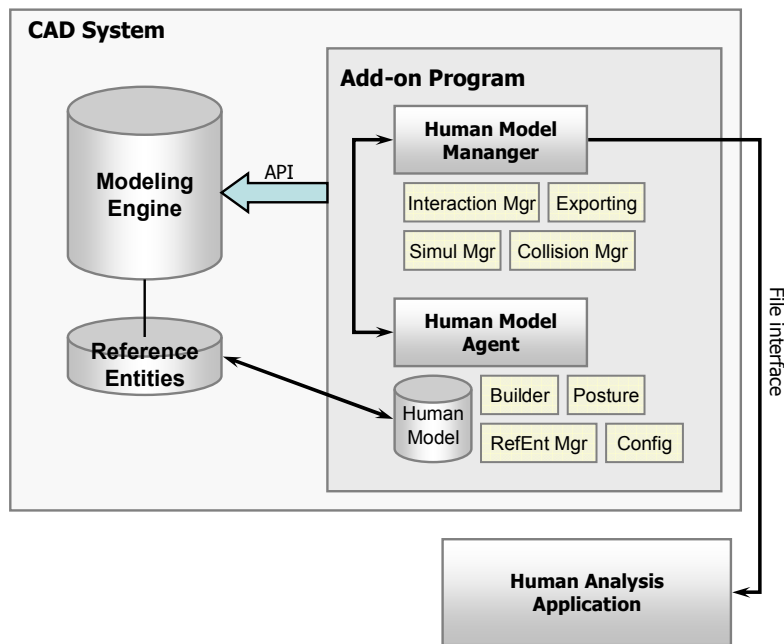 CAD System
Add-on Program
Human Model
Mananger
API
Modeling
Engine
Interaction Mgr
Exporting
Simul Mgr
Collision Mgr
File interface
Human Model
Agent
Reference
Entities
Human
Model
Builder
Posture
RefEnt Mgr
Config
Human Analysis
Application